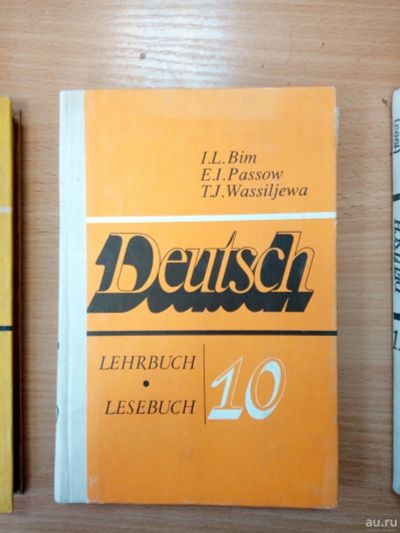 I.L.Bim
E.I.Passow
T.J.Wassiljewa
Deutsch
LEHRBUCH
•
LESEBUCH
10
au.ru